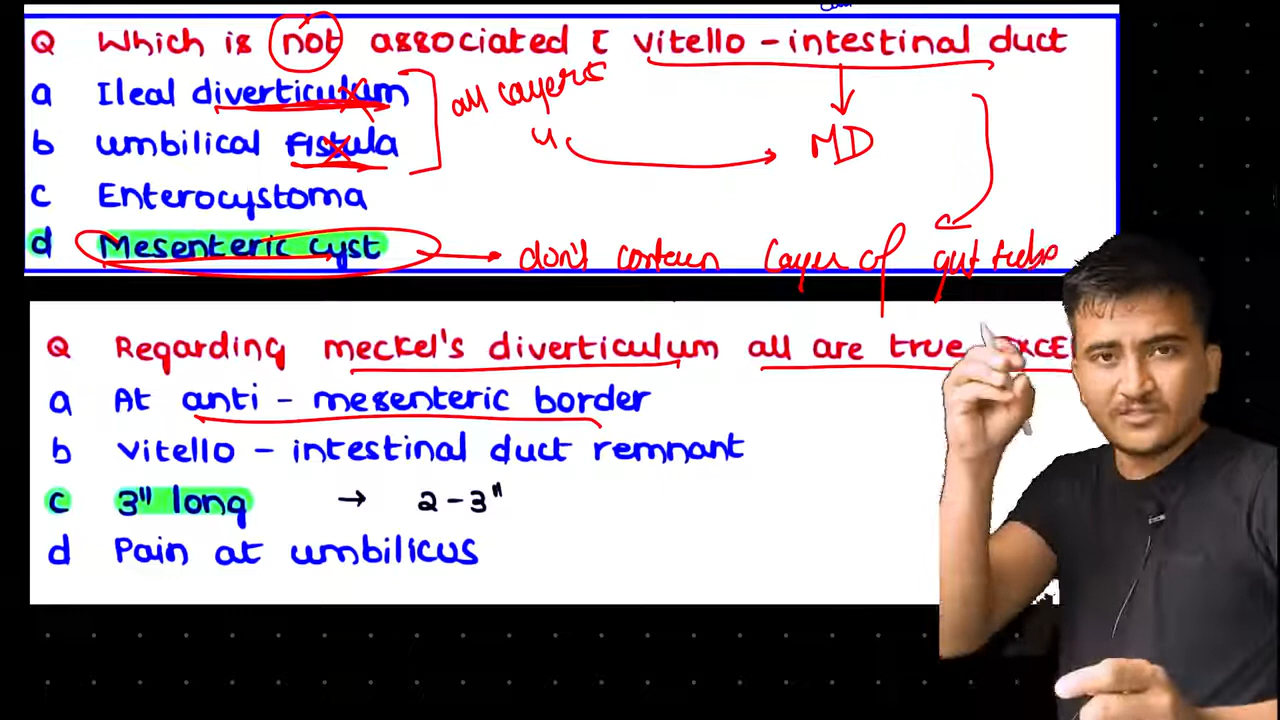 Q Which is not associated c̄ vitello - intestinal duct
a Ileal diverticulum
b umbilical Fistula
all layers
MD
c Enterocystoma
d Mesenteric cyst → don't contain layer of gut tube
Q Regarding meckel's diverticulum all are true EXCE
a At anti - mesenteric border
b vitello - intestinal duct remnant
c 3" long → 2-3"
d Pain at umbilicus